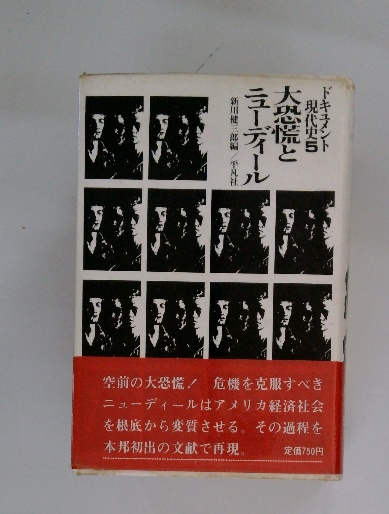 ドキュメント
現代史5
大恐慌と
ニューディール
新川健三郎編/平凡社
空前の大恐慌! 危機を克服すべき
ニューディールはアメリカ経済社会
を根底から変質させる。その過程を
本邦初出の文献で再現。 定価750円